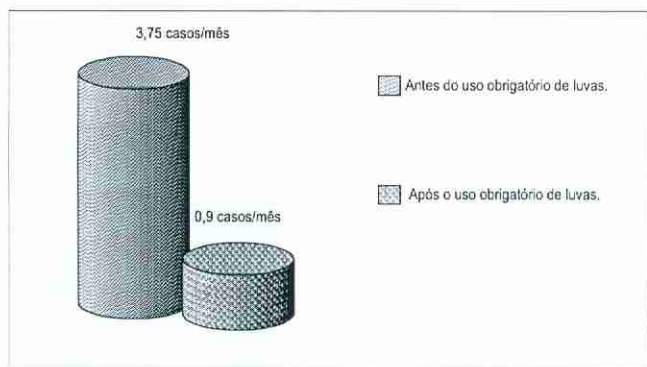 3,75 casos/mês
Antes do uso obrigatório de luvas.
Após o uso obrigatório de luvas.
0,9 casos/mês